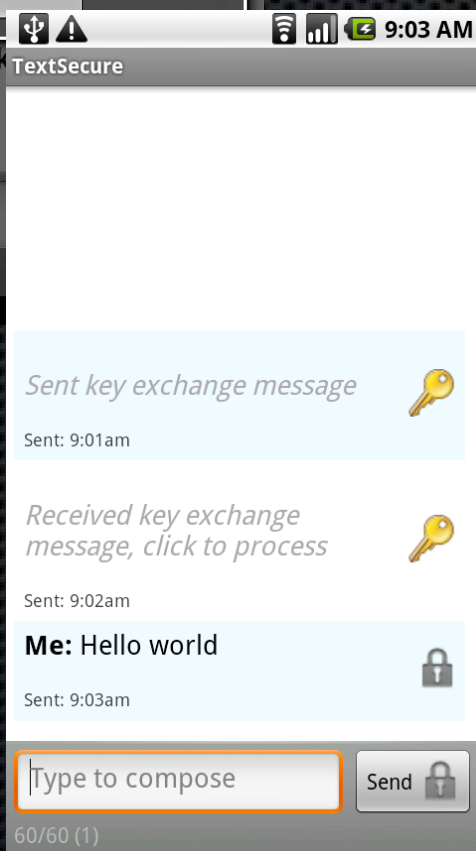 9:03 AM
TextSecure
Sent key exchange message
Sent: 9:01am
Received key exchange
message, click to process
Sent: 9:02am
Me: Hello world
Sent: 9:03am
Type to compose
Send
60/60 (1)